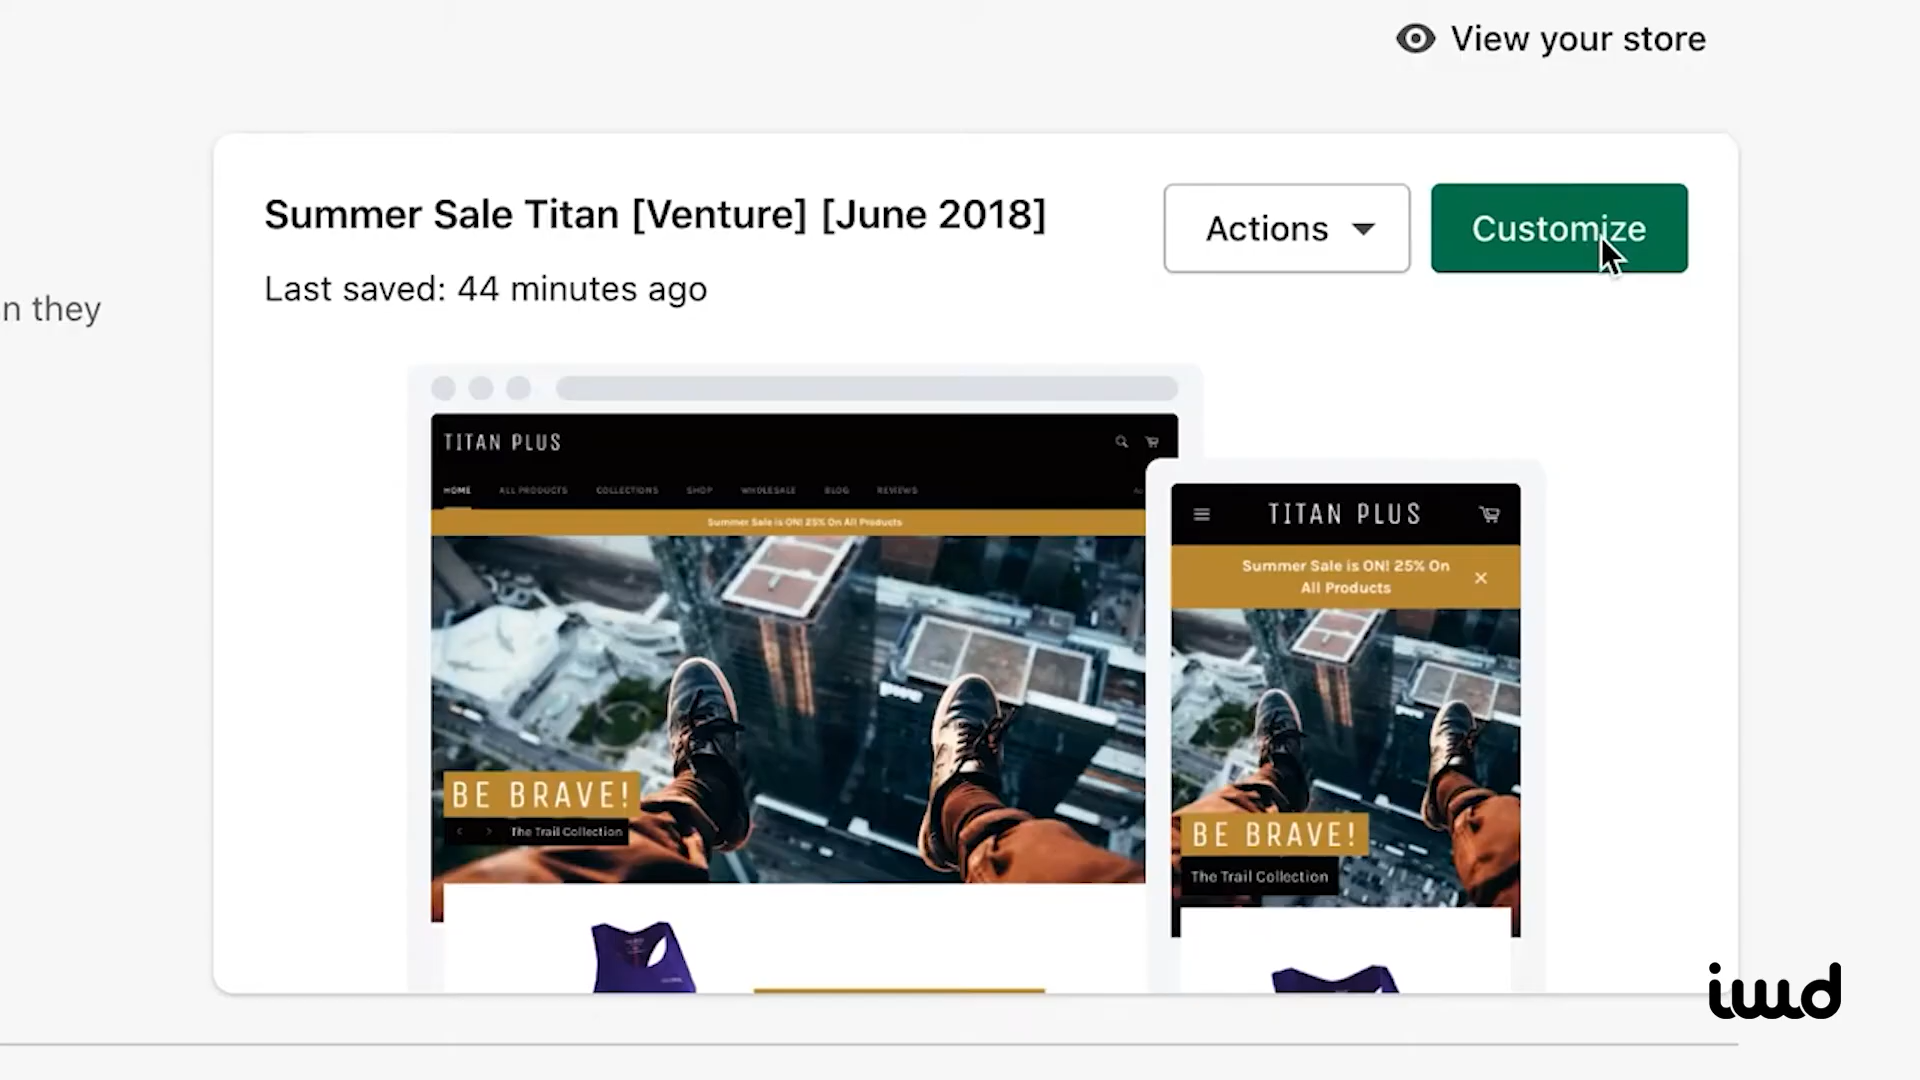 View your store
Summer Sale Titan [Venture] [June 2018]
Actions
Customize
Last saved: 44 minutes ago
n they
TITAN PLUS
HOME ALL PRODUCTS COLLECTIONS SHOP WHOLESALE BLOG REVIEWS
Summer Sale is ON! 25% On All Products
BE BRAVE!
The Trail Collection
TITAN PLUS
Summer Sale is ON! 25% On
All Products
BE BRAVE!
The Trail Collection
iwd